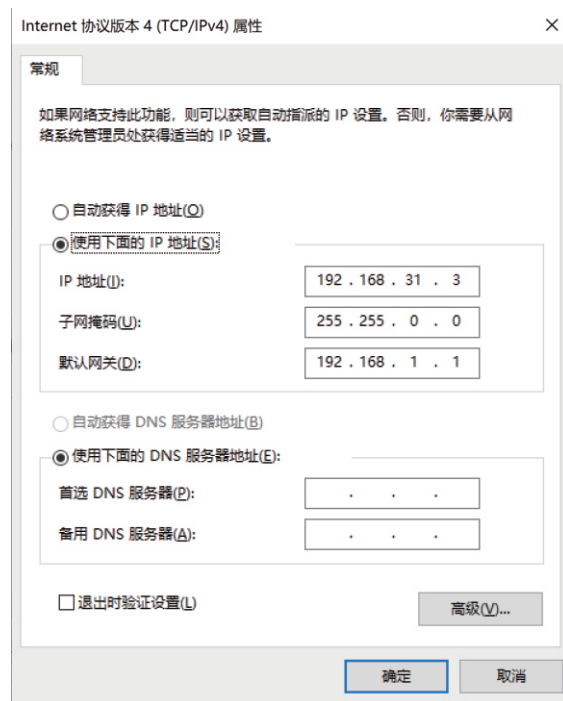 Internet 协议版本 4 (TCP/IPv4) 属性
常规
如果网络支持此功能，则可以获取自动指派的 IP 设置。否则，你需要从网
络系统管理员处获得适当的 IP 设置。
自动获得 IP 地址(O)
使用下面的 IP 地址(S):
IP 地址(I): 192 . 168 . 31 . 3
子网掩码(U): 255 . 255 . 0 . 0
默认网关(D): 192 . 168 . 1 . 1
自动获得 DNS 服务器地址(B)
使用下面的 DNS 服务器地址(E):
首选 DNS 服务器(P): . . .
备用 DNS 服务器(A): . . .
退出时验证设置(L)
高级(V)...
确定 取消